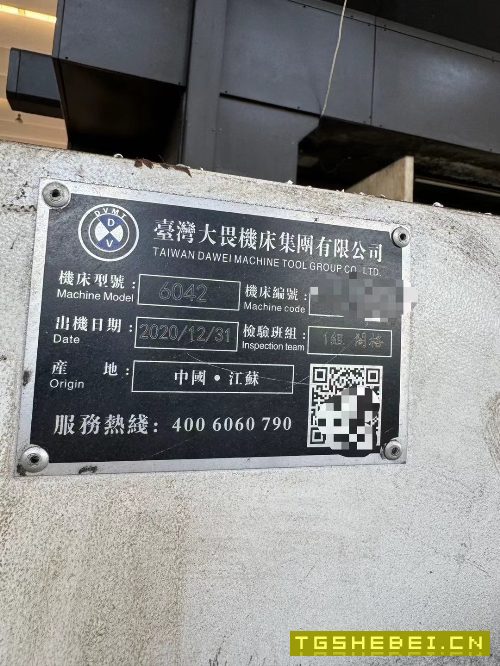 DVMT
D
V
臺灣大畏機床集團有限公司
TAIWAN DAWEI MACHINE TOOL GROUP CO., LTD.
機床型號：
Machine Model
6042
機床編號：
Machine code
出機日期：
Date
2020/12/31
檢驗班組：
Inspection team
1組
產 地：
Origin
中國·江蘇
服務熱綫：400 6060 790
TGSHEBEI.CN